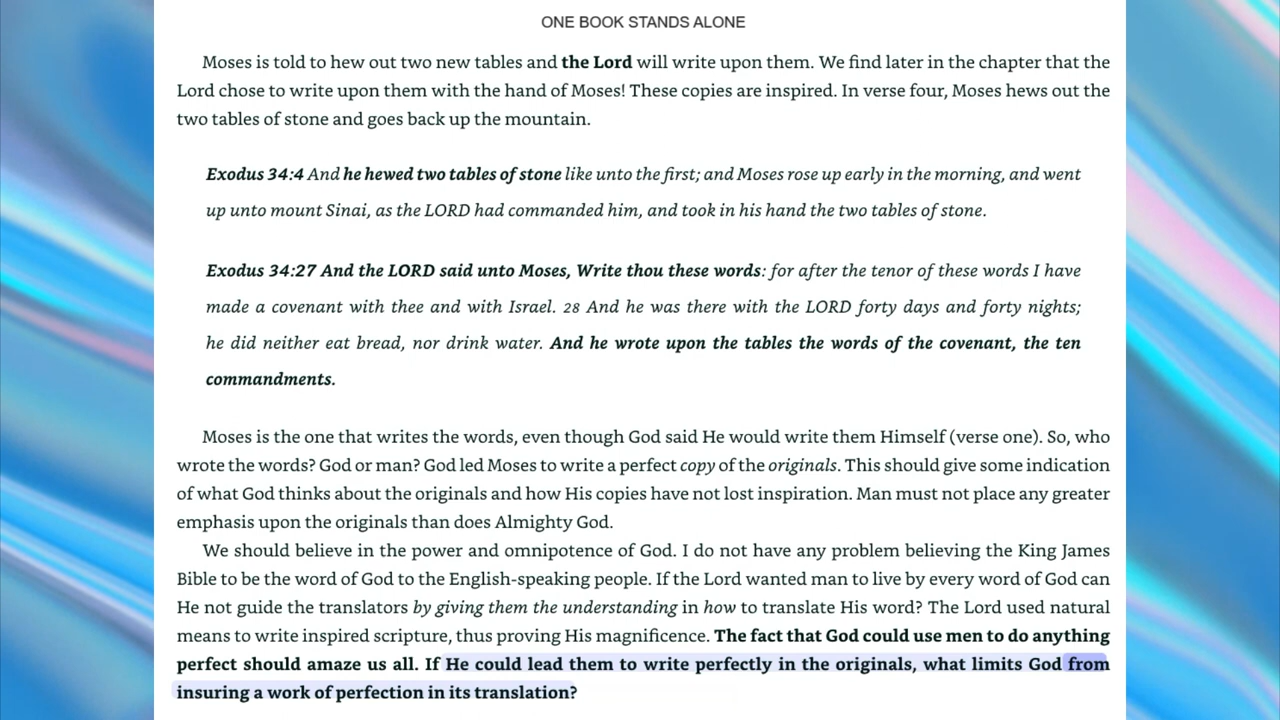 ONE BOOK STANDS ALONE
Moses is told to hew out two new tables and the Lord will write upon them. We find later in the chapter that the
Lord chose to write upon them with the hand of Moses! These copies are inspired. In verse four, Moses hews out the
two tables of stone and goes back up the mountain.
Exodus 34:4 And he hewed two tables of stone like unto the first; and Moses rose up early in the morning, and went
up unto mount Sinai, as the LORD had commanded him, and took in his hand the two tables of stone.
Exodus 34:27 And the LORD said unto Moses, Write thou these words: for after the tenor of these words I have
made a covenant with thee and with Israel. 28 And he was there with the LORD forty days and forty nights;
he did neither eat bread, nor drink water. And he wrote upon the tables the words of the covenant, the ten
commandments.
Moses is the one that writes the words, even though God said He would write them Himself (verse one). So, who
wrote the words? God or man? God led Moses to write a perfect copy of the originals. This should give some indication
of what God thinks about the originals and how His copies have not lost inspiration. Man must not place any greater
emphasis upon the originals than does Almighty God.
We should believe in the power and omnipotence of God. I do not have any problem believing the King James
Bible to be the word of God to the English-speaking people. If the Lord wanted man to live by every word of God can
He not guide the translators by giving them the understanding in how to translate His word? The Lord used natural
means to write inspired scripture, thus proving His magnificence. The fact that God could use men to do anything
perfect should amaze us all. If He could lead them to write perfectly in the originals, what limits God from
insuring a work of perfection in its translation?